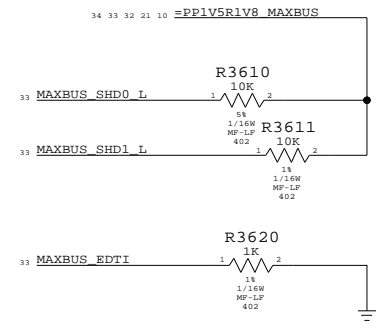 34 33 32 21 10 =PP1V5R1V8_MAXBUS
R3610
33 MAXBUS_SHD0_L 1 10K 2
5%
1/16W
MF-LF
402
R3611
33 MAXBUS_SHD1_L 1 10K 2
1%
1/16W
MF-LF
402
R3620
33 MAXBUS_EDTI 1 1K 2
1%
1/16W
MF-LF
402